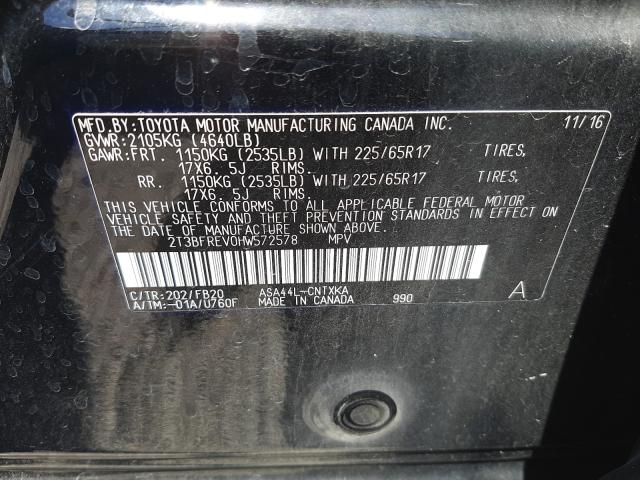 MFD.BY:TOYOTA MOTOR MANUFACTURING CANADA INC. 11/16
GVWR:2105KG (4640LB)
GAWR:FRT. 1150KG (2535LB) WITH 225/65R17 TIRES,
17X6.5J RIMS.
RR. 1150KG (2535LB) WITH 225/65R17 TIRES,
17X6.5J RIMS.
THIS VEHICLE CONFORMS TO ALL APPLICABLE FEDERAL MOTOR
VEHICLE SAFETY AND THEFT PREVENTION STANDARDS IN EFFECT ON
THE DATE OF MANUFACTURE SHOWN ABOVE.
2T3BFREV0HW572578 MPV
C/TR:202/FB20 ASA44L-CNTXKA
A/TM:-01A/U760F MADE IN CANADA 990 A